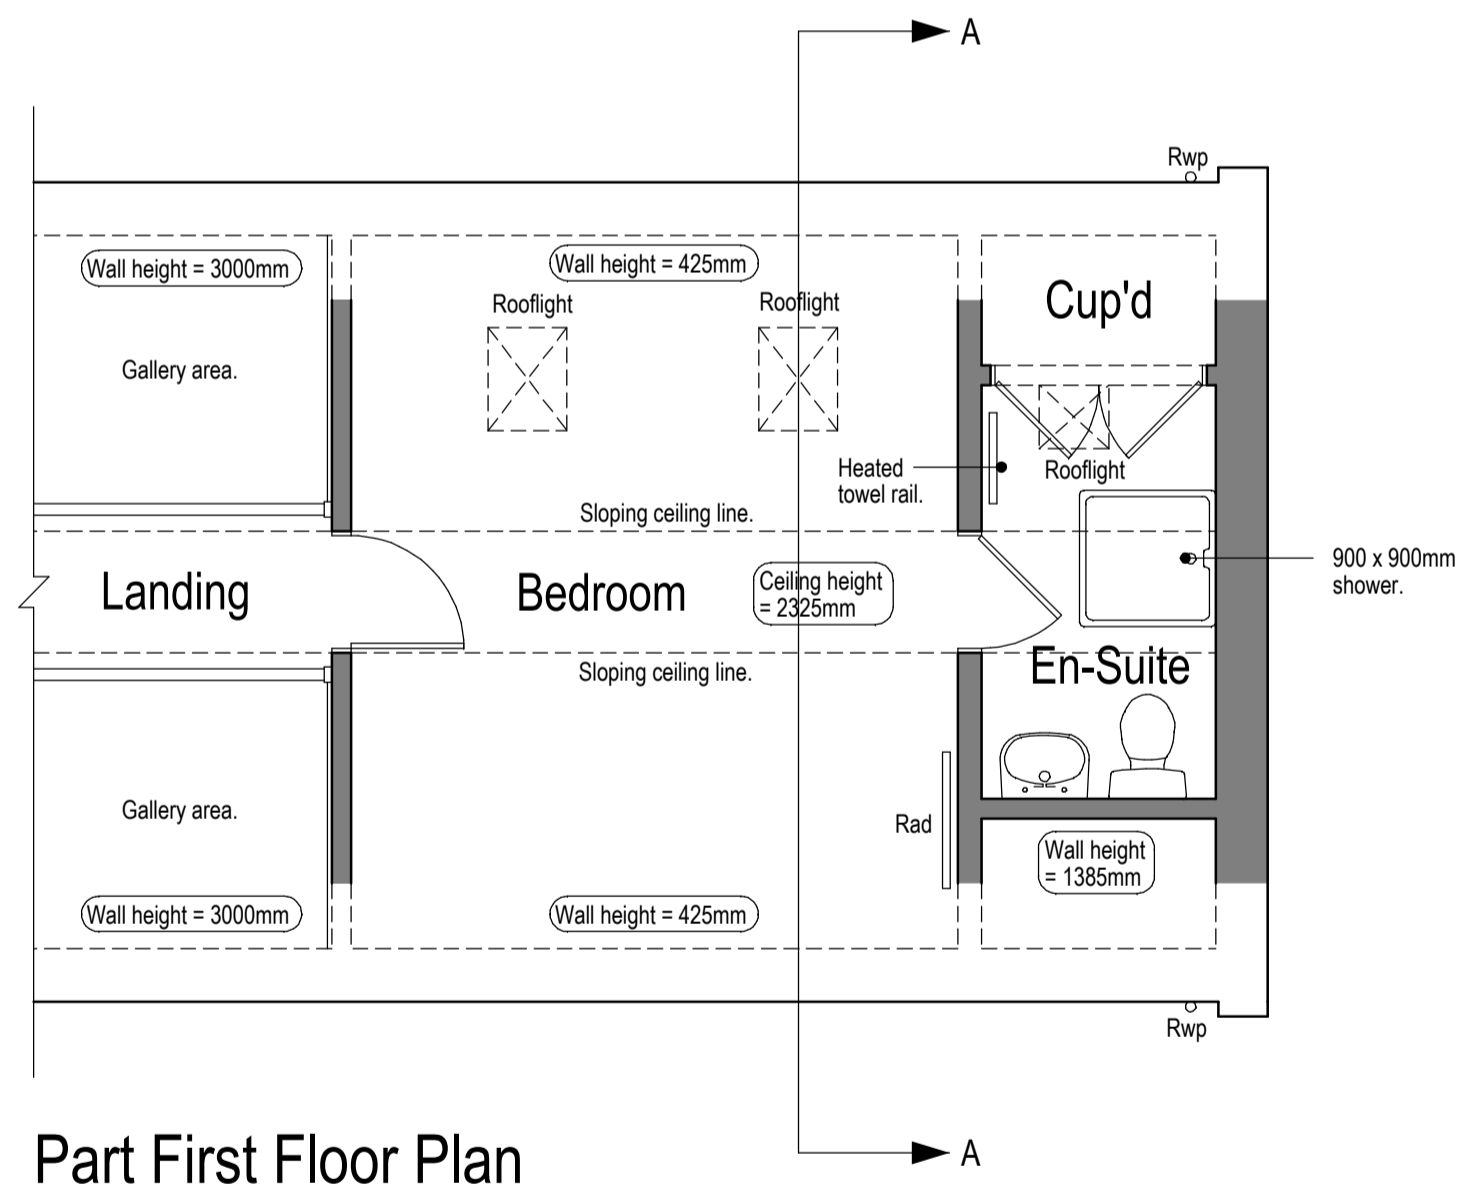 A
Rwp
Wall height = 3000mm
Wall height = 425mm
Rooflight
Rooflight
Cup'd
Gallery area.
Heated
towel rail.
Rooflight
Sloping ceiling line.
Landing
Bedroom
Ceiling height
= 2325mm
900 x 900mm
shower.
En-Suite
Sloping ceiling line.
Gallery area.
Rad
Wall height
= 1385mm
Wall height = 3000mm
Wall height = 425mm
Rwp
A
Part First Floor Plan